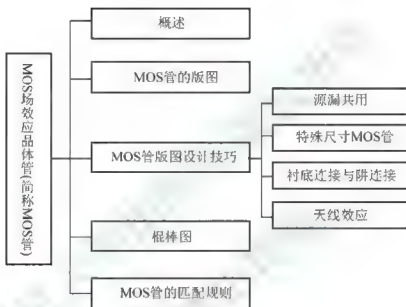 MOS场效应晶体管(简称MOS管)
概述
MOS管的版图
MOS管版图设计技巧
源漏共用
特殊尺寸MOS管
衬底连接与阱连接
天线效应
棍棒图
MOS管的匹配规则